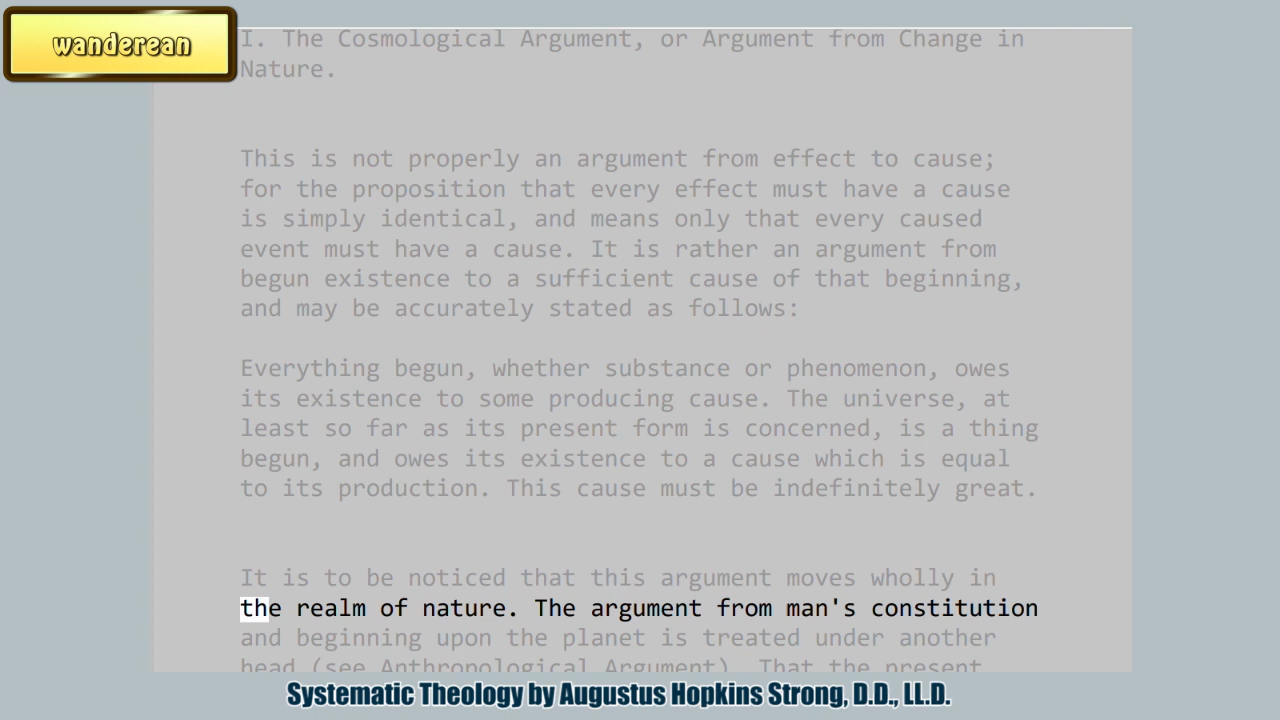 wanderean
I. The Cosmological Argument, or Argument from Change in
Nature.
This is not properly an argument from effect to cause;
for the proposition that every effect must have a cause
is simply identical, and means only that every caused
event must have a cause. It is rather an argument from
begun existence to a sufficient cause of that beginning,
and may be accurately stated as follows:
Everything begun, whether substance or phenomenon, owes
its existence to some producing cause. The universe, at
least so far as its present form is concerned, is a thing
begun, and owes its existence to a cause which is equal
to its production. This cause must be indefinitely great.
It is to be noticed that this argument moves wholly in
the realm of nature. The argument from man's constitution
and beginning upon the planet is treated under another
head (see Anthropological Argument). That the present
Systematic Theology by Augustus Hopkins Strong, D.D., LL.D.